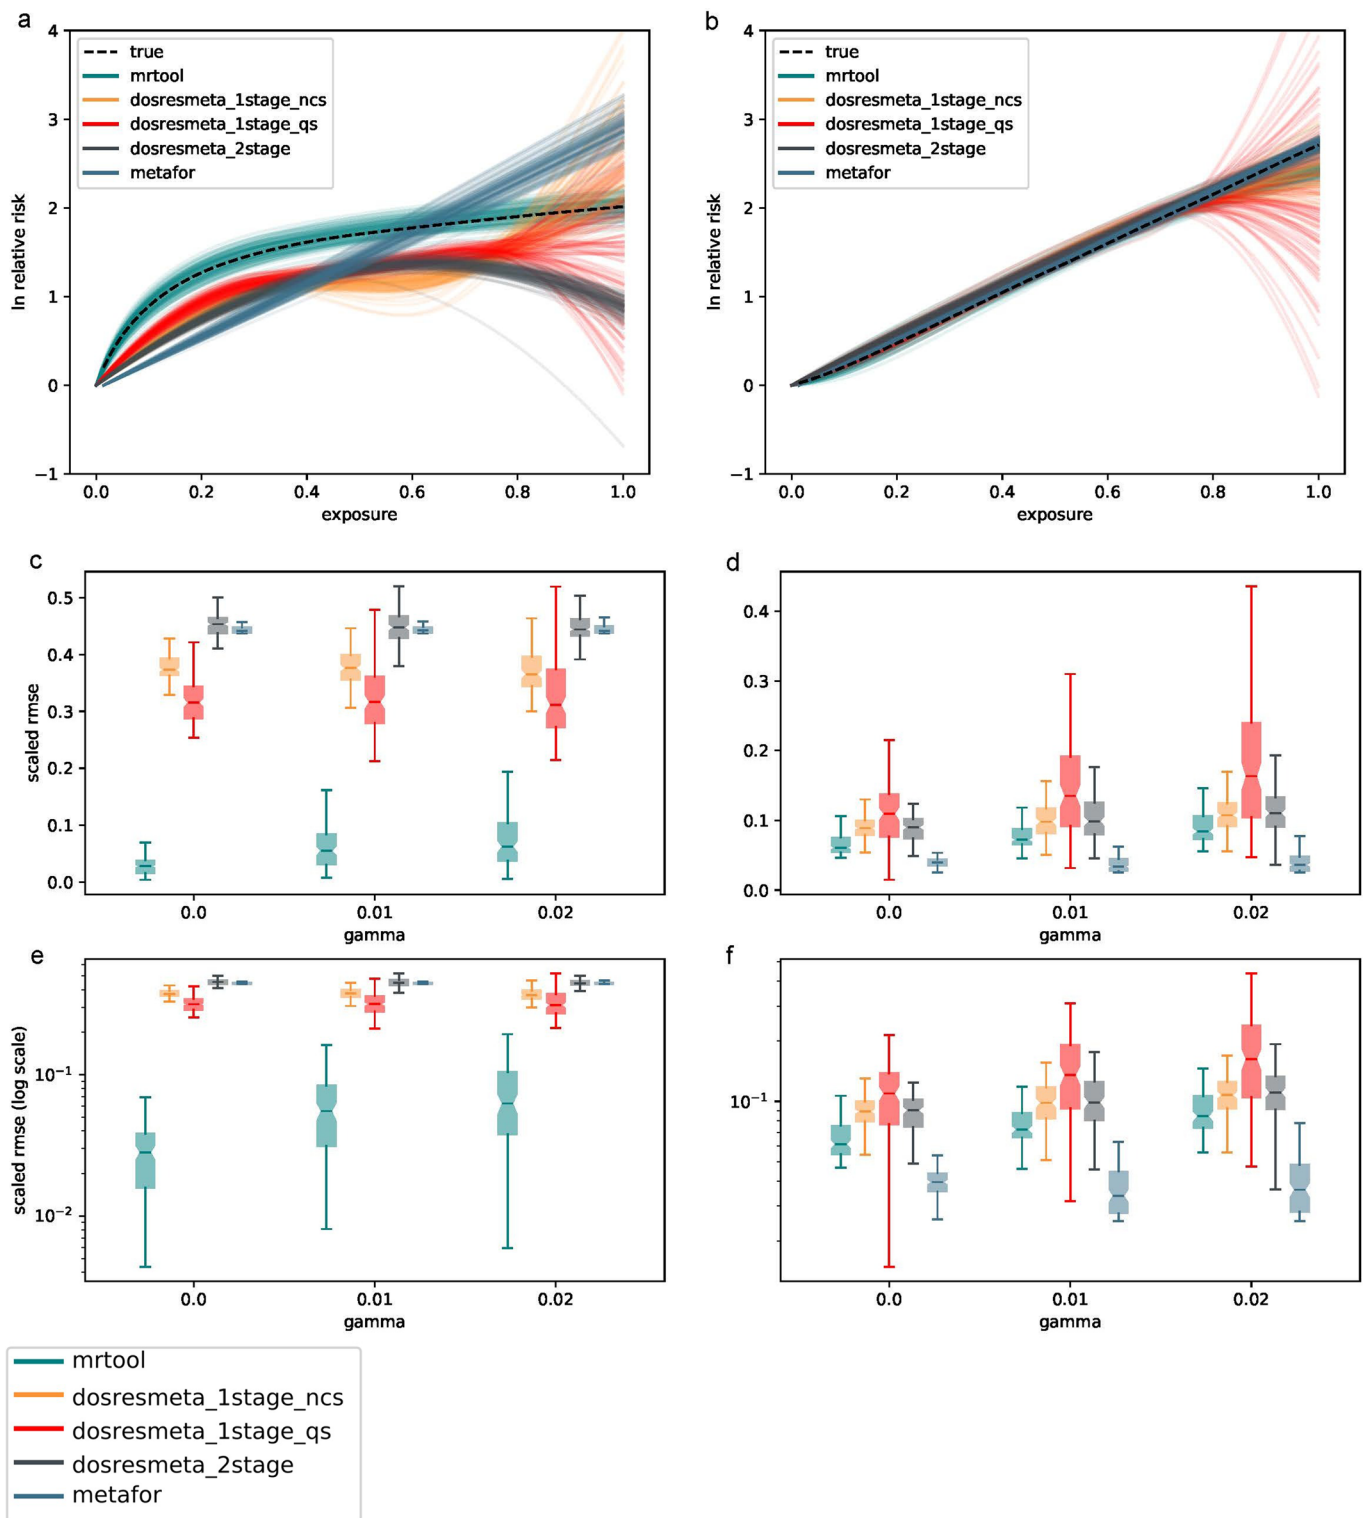 a
4
3
2
1
0
−1
ln relative risk
true
mrtool
dosresmeta_1stage_ncs
dosresmeta_1stage_qs
dosresmeta_2stage
metafor
0.0 0.2 0.4 0.6 0.8 1.0
exposure
b
4
3
2
1
0
−1
ln relative risk
true
mrtool
dosresmeta_1stage_ncs
dosresmeta_1stage_qs
dosresmeta_2stage
metafor
0.0 0.2 0.4 0.6 0.8 1.0
exposure
c
0.5
0.4
0.3
0.2
0.1
0.0
scaled rmse
0.0 0.01 0.02
gamma
d
0.4
0.3
0.2
0.1
0.0
0.0 0.01 0.02
gamma
e
10⁻¹
10⁻²
scaled rmse (log scale)
0.0 0.01 0.02
gamma
f
10⁻¹
0.0 0.01 0.02
gamma
mrtool
dosresmeta_1stage_ncs
dosresmeta_1stage_qs
dosresmeta_2stage
metafor